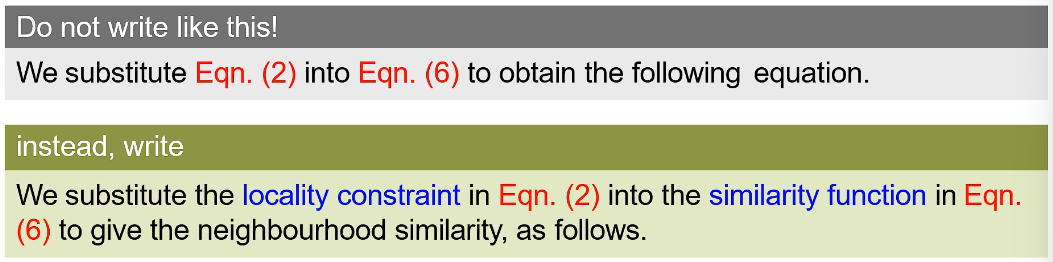 Do not write like this!
We substitute Eqn. (2) into Eqn. (6) to obtain the following equation.
instead, write
We substitute the locality constraint in Eqn. (2) into the similarity function in Eqn.
(6) to give the neighbourhood similarity, as follows.